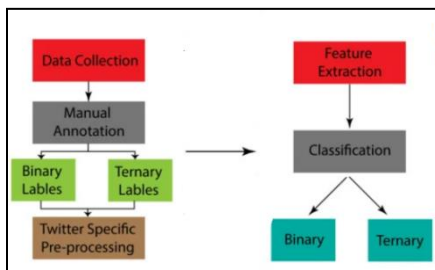 Data Collection
Manual
Annotation
Binary
Lables
Ternary
Lables
Twitter Specific
Pre-processing
Feature
Extraction
Classification
Binary
Ternary